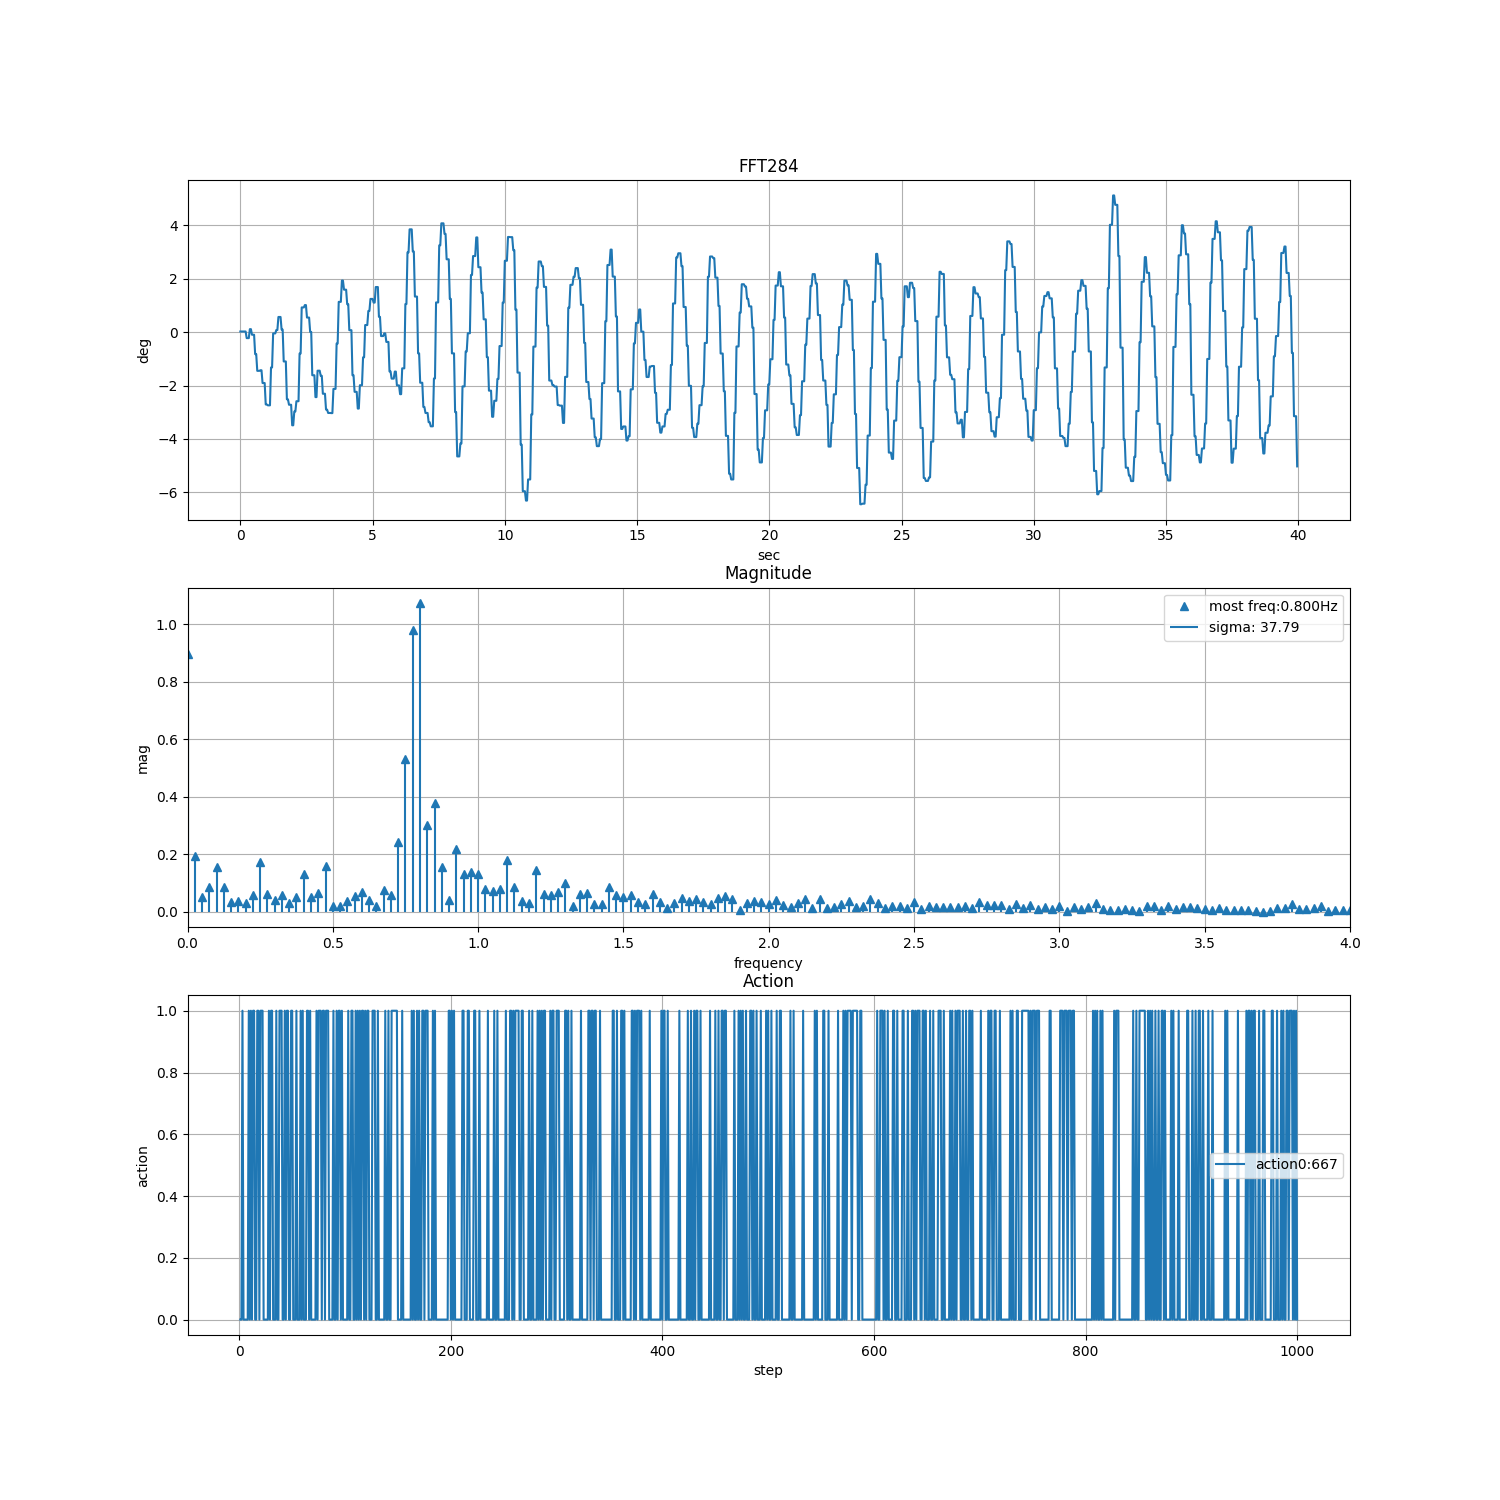 FFT284
4
2
0
−2
−4
−6
deg
0 5 10 15 20 25 30 35 40
sec
Magnitude
most freq:0.800Hz
sigma: 37.79
1.0
0.8
0.6
0.4
0.2
0.0
mag
0.0 0.5 1.0 1.5 2.0 2.5 3.0 3.5 4.0
frequency
Action
1.0
0.8
0.6
0.4
0.2
0.0
action
action0:667
0 200 400 600 800 1000
step